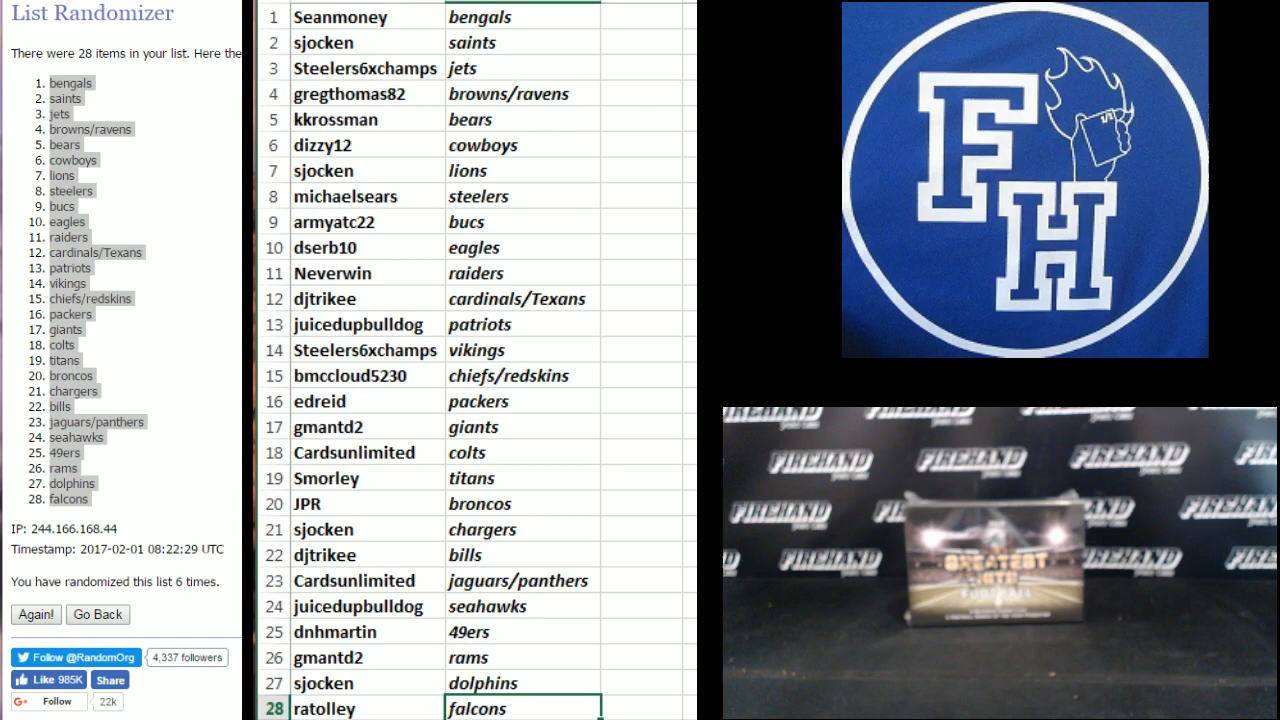 List Randomizer
There were 28 items in your list. Here the
1. bengals
2. saints
3. jets
4. browns/ravens
5. bears
6. cowboys
7. lions
8. steelers
9. bucs
10. eagles
11. raiders
12. cardinals/Texans
13. patriots
14. vikings
15. chiefs/redskins
16. packers
17. giants
18. colts
19. titans
20. broncos
21. chargers
22. bills
23. jaguars/panthers
24. seahawks
25. 49ers
26. rams
27. dolphins
28. falcons
IP: 244.166.168.44
Timestamp: 2017-02-01 08:22:29 UTC
You have randomized this list 6 times.
Again! Go Back
Follow @RandomOrg 4,337 followers
Like 985K Share
G+ Follow 22k
1 Seanmoney bengals
2 sjocken saints
3 Steelers6xchamps jets
4 gregthomas82 browns/ravens
5 kkrossman bears
6 dizzy12 cowboys
7 sjocken lions
8 michaelsears steelers
9 armyatc22 bucs
10 dserb10 eagles
11 Neverwin raiders
12 djtrikee cardinals/Texans
13 juicedupbulldog patriots
14 Steelers6xchamps vikings
15 bmccloud5230 chiefs/redskins
16 edreid packers
17 gmantd2 giants
18 Cardsunlimited colts
19 Smorley titans
20 JPR broncos
21 sjocken chargers
22 djtrikee bills
23 Cardsunlimited jaguars/panthers
24 juicedupbulldog seahawks
25 dnhmartin 49ers
26 gmantd2 rams
27 sjocken dolphins
28 ratolley falcons
1/1
F
H
FIREHAND FIREHAND FIREHAND
FIREHAND
FIREHAND FIREHAND
GREATEST
FOOTBALL